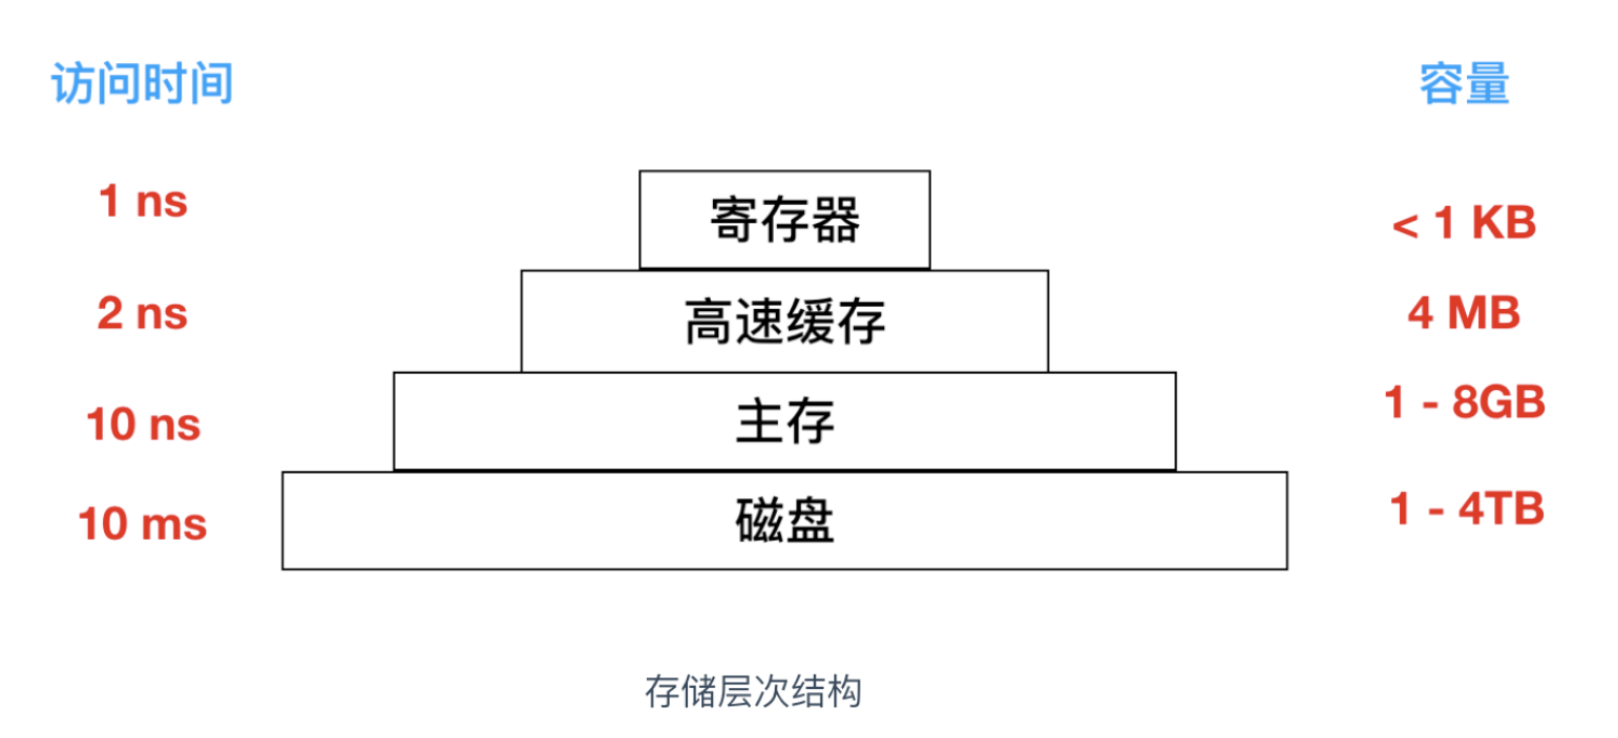 访问时间 容量
1 ns 寄存器 < 1 KB
2 ns 高速缓存 4 MB
10 ns 主存 1 - 8GB
10 ms 磁盘 1 - 4TB
存储层次结构